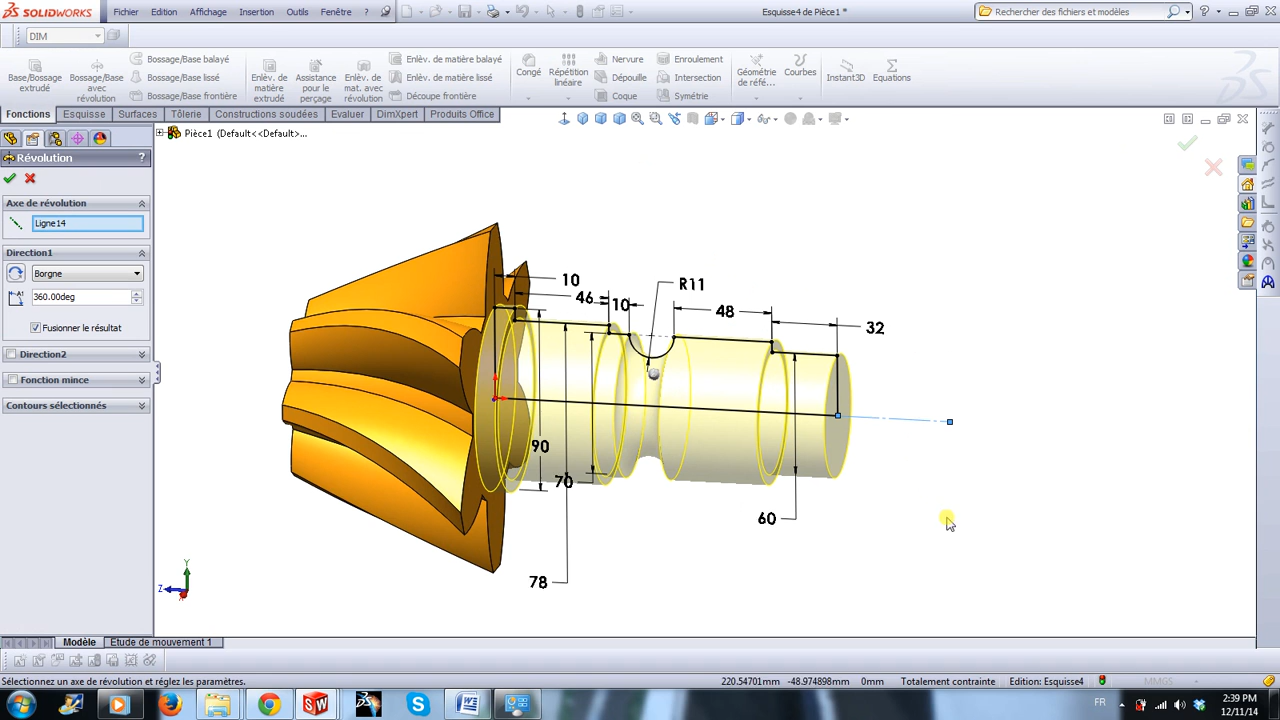 SOLIDWORKS
Fichier Edition Affichage Insertion Outils Fenêtre ?
Esquisse4 de Pièce1 *
Rechercher des fichiers et modèles
DIM
Base/Bossage extrudé
Bossage/Base avec révolution
Bossage/Base balayé
Bossage/Base lissé
Bossage/Base frontière
Enlèv. de matière extrudé
Assistance pour le perçage
Enlèv. de mat. avec révolution
Enlèv. de matière balayé
Enlèv. de matière lissé
Découpe frontière
Congé
Répétition linéaire
Nervure
Dépouille
Coque
Enroulement
Intersection
Symétrie
Géométrie de réfé...
Courbes
Instant3D
Equations
Fonctions Esquisse Surfaces Tôlerie Constructions soudées Evaluer DimXpert Produits Office
Pièce1 (Default<<Default>...
Révolution ?
Axe de révolution
Ligne14
Direction1
Borgne
360.00deg
Fusionner le résultat
Direction2
Fonction mince
Contours sélectionnés
10
46
10
R11
48
32
90
70
60
78
Y
Z
Modèle Etude de mouvement 1
Sélectionnez un axe de révolution et réglez les paramètres.
220.54701mm -48.974898mm 0mm Totalement contrainte Edition: Esquisse4 MMGS
FR
2:39 PM
12/11/14